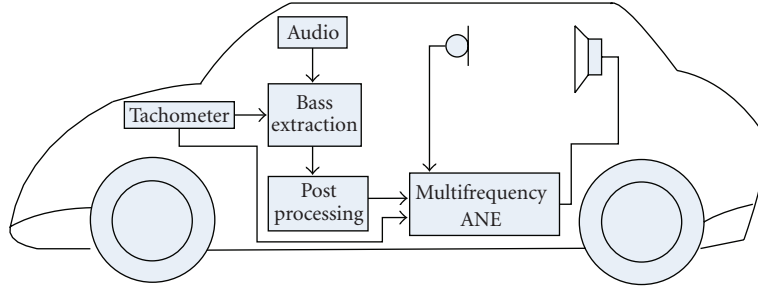 Audio
Tachometer
Bass
extraction
Post
processing
Multifrequency
ANE